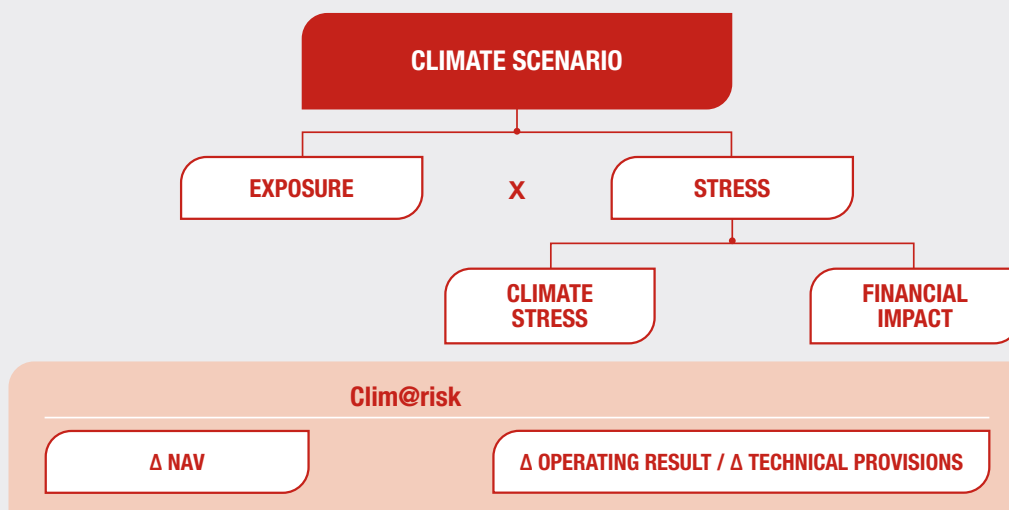 CLIMATE SCENARIO
EXPOSURE
X
STRESS
CLIMATE
STRESS
FINANCIAL
IMPACT
Clim@risk
Δ NAV
Δ OPERATING RESULT / Δ TECHNICAL PROVISIONS